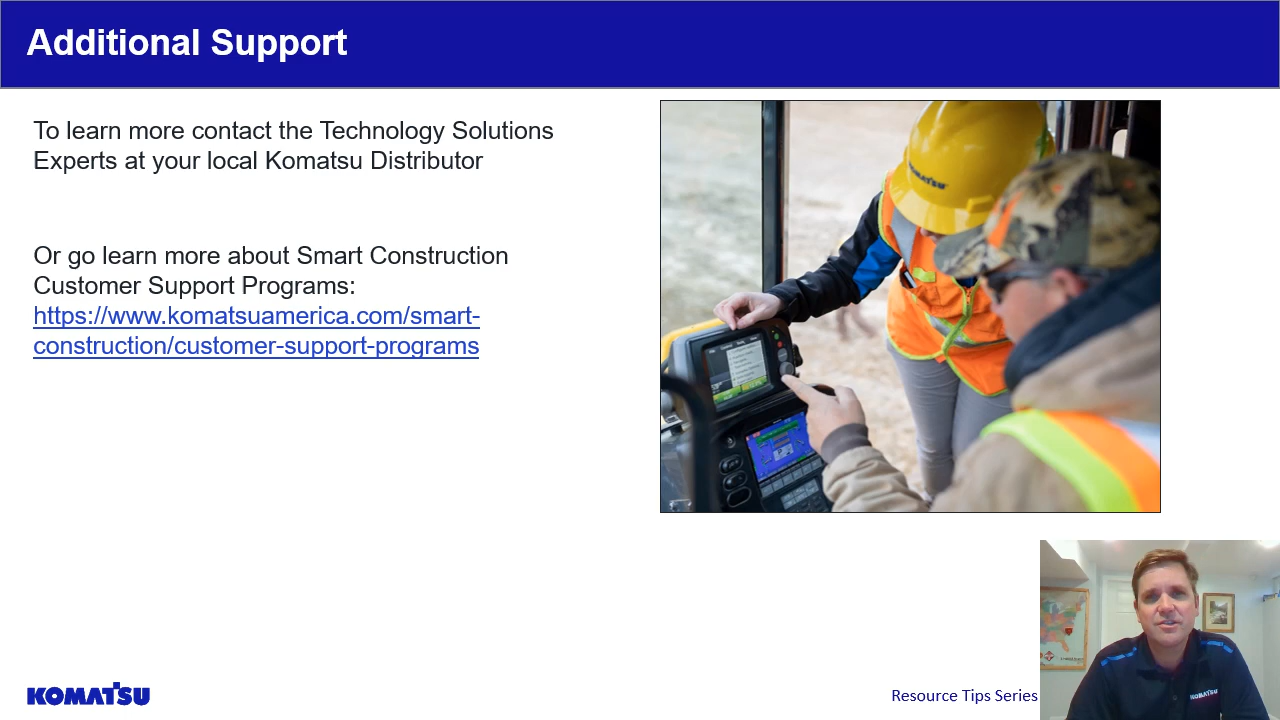 Additional Support
To learn more contact the Technology Solutions
Experts at your local Komatsu Distributor
Or go learn more about Smart Construction
Customer Support Programs:
https://www.komatsuamerica.com/smart-
construction/customer-support-programs
KOMATSU
KOMATSU
KOMATSU
Resource Tips Series